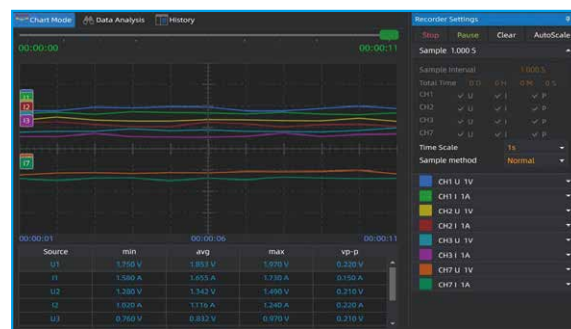 Chart Mode Data Analysis History
00:00:00 00:00:11
I2
I3
I7
00:00:01 00:00:06 00:00:11
Source min avg max vp-p
U1 1.750 V 1.853 V 1.970 V 0.220 V
I1 1.580 A 1.655 A 1.730 A 0.150 A
U2 1.280 V 1.342 V 1.490 V 0.210 V
I2 1.020 A 1.116 A 1.240 A 0.220 A
U3 0.760 V 0.832 V 0.970 V 0.210 V
Recorder Settings
Stop Pause Clear AutoScale
Sample 1.000 S
Sample Interval 1.000 S
Total Time 0 D 0 H 0 M 0 S
CH1 U I P
CH2 U I P
CH3 U I P
CH7 U I P
Time Scale 1s
Sample method Normal
CH1 U 1V
CH1 I 1A
CH2 U 1V
CH2 I 1A
CH3 U 1V
CH3 I 1A
CH7 U 1V
CH7 I 1A